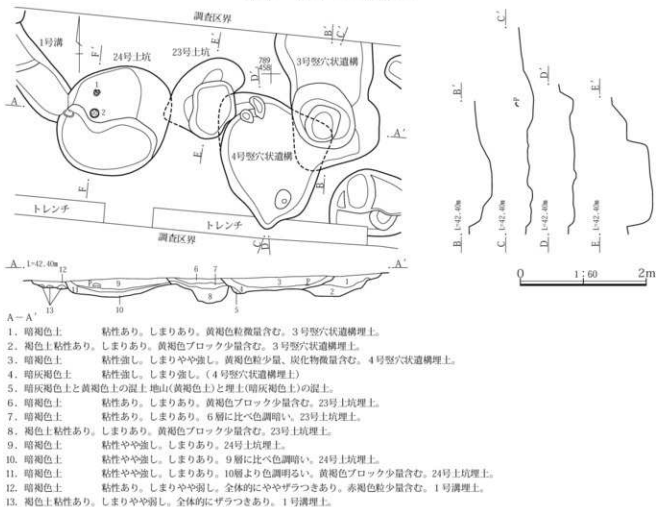 調査区界
1号溝
24号土坑
23号土坑
3号竪穴状遺構
789
458
4号竪穴状遺構
F'
E'
D'
B'
C'
A
A'
1
2
F
E
B
C
D
トレンチ
トレンチ
調査区界
A L=42.40m
A'
12
9
6 7
3
1
13
11
10
8
5
4
2
C'
B'
D'
E'
P
B L=42.40m
C L=42.40m
D L=42.40m
E L=42.40m
0 1:60 2m
A－A'
1. 暗褐色土 粘性あり。しまりあり。黄褐色粒微量含む。3号竪穴状遺構埋土。
2. 褐色土粘性あり。しまりあり。黄褐色ブロック少量含む。3号竪穴状遺構埋土。
3. 暗褐色土 粘性強し。しまりやや強し。黄褐色粒少量、炭化物微量含む。4号竪穴状遺構埋土。
4. 暗灰褐色土 粘性強し。しまり強し。(4号竪穴状遺構埋土)
5. 暗灰褐色土と黄褐色土の混土 地山(黄褐色土)と埋土(暗灰褐色土)の混土。
6. 暗褐色土 粘性あり。しまりあり。黄褐色ブロック少量含む。23号土坑埋土。
7. 暗褐色土 粘性あり。しまりあり。6層に比べ色調暗い。23号土坑埋土。
8. 褐色土粘性あり。しまりあり。黄褐色ブロック少量含む。23号土坑埋土。
9. 暗褐色土 粘性やや強し。しまりあり。24号土坑埋土。
10. 暗褐色土 粘性やや強し。しまりあり。9層に比べ色調暗い。24号土坑埋土。
11. 暗褐色土 粘性やや強し。しまりあり。10層より色調明るい。黄褐色ブロック少量含む。24号土坑埋土。
12. 暗褐色土 粘性あり。しまりやや弱し。全体的にややザラつきあり。赤褐色粒少量含む。1号溝埋土。
13. 褐色土粘性あり。しまりやや弱し。全体的にザラつきあり。1号溝埋土。